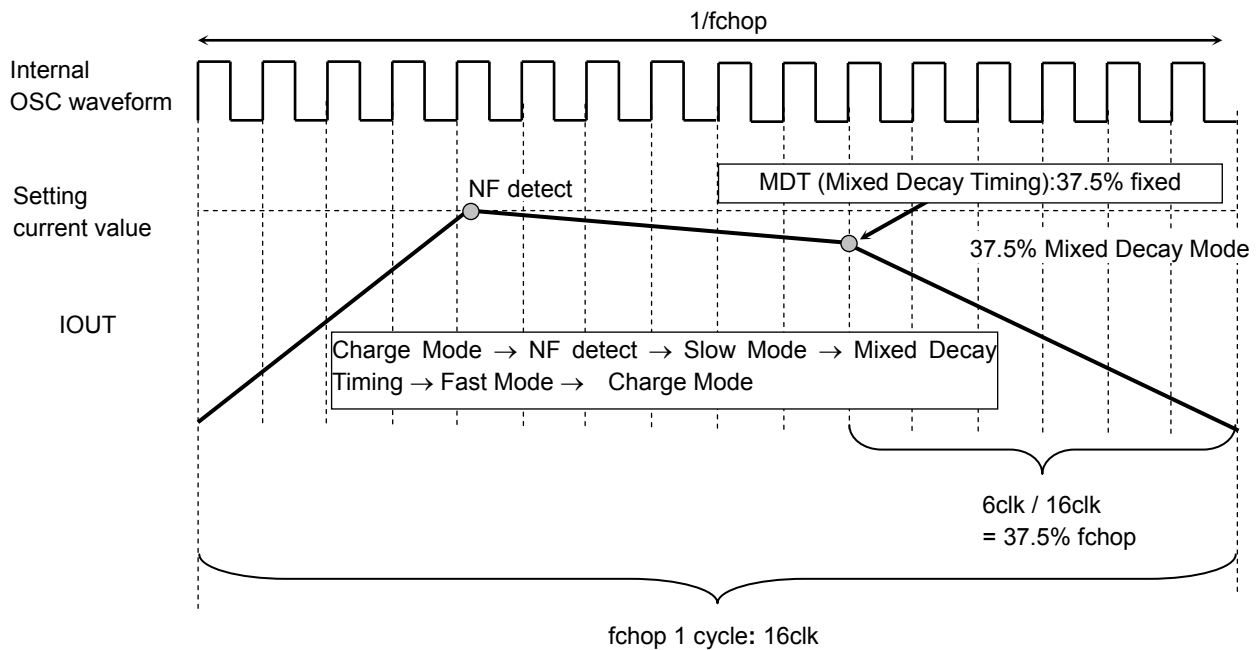 1/fchop
Internal
OSC waveform
Setting
current value
NF detect
MDT (Mixed Decay Timing):37.5% fixed
37.5% Mixed Decay Mode
IOUT
Charge Mode → NF detect → Slow Mode → Mixed Decay
Timing → Fast Mode → Charge Mode
6clk / 16clk
= 37.5% fchop
fchop 1 cycle: 16clk